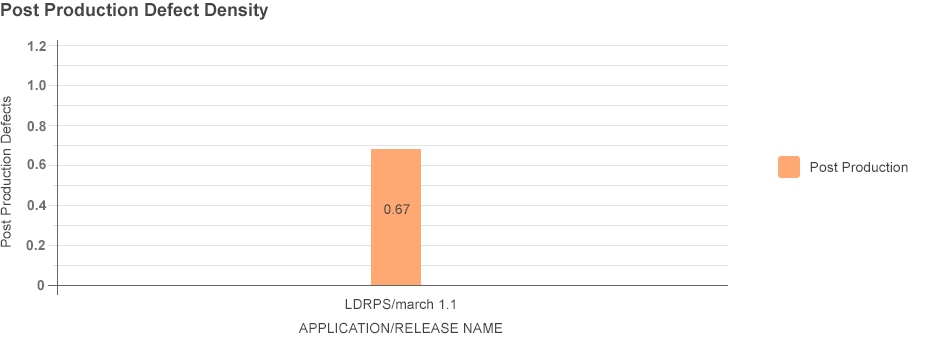 Post Production Defect Density
Post Production Defects
1.2
1.0
0.8
0.6
0.4
0.2
0
0.67
LDRPS/march 1.1
APPLICATION/RELEASE NAME
Post Production